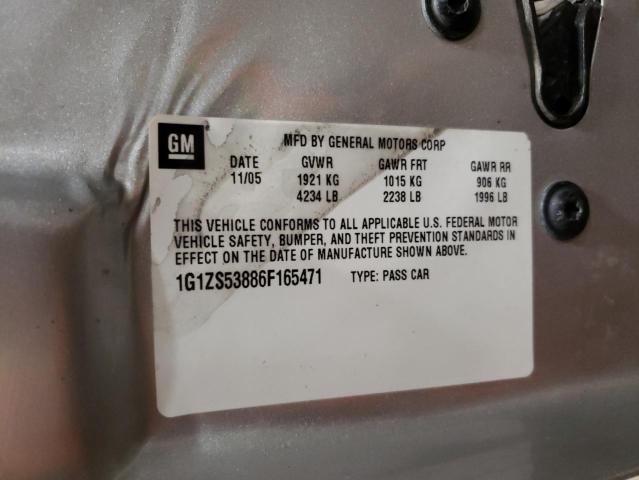 GM
MFD BY GENERAL MOTORS CORP
DATE GVWR GAWR FRT GAWR RR
11/05 1921 KG 1015 KG 906 KG
4234 LB 2238 LB 1996 LB
THIS VEHICLE CONFORMS TO ALL APPLICABLE U.S. FEDERAL MOTOR
VEHICLE SAFETY, BUMPER, AND THEFT PREVENTION STANDARDS IN
EFFECT ON THE DATE OF MANUFACTURE SHOWN ABOVE.
1G1ZS53886F165471 TYPE: PASS CAR